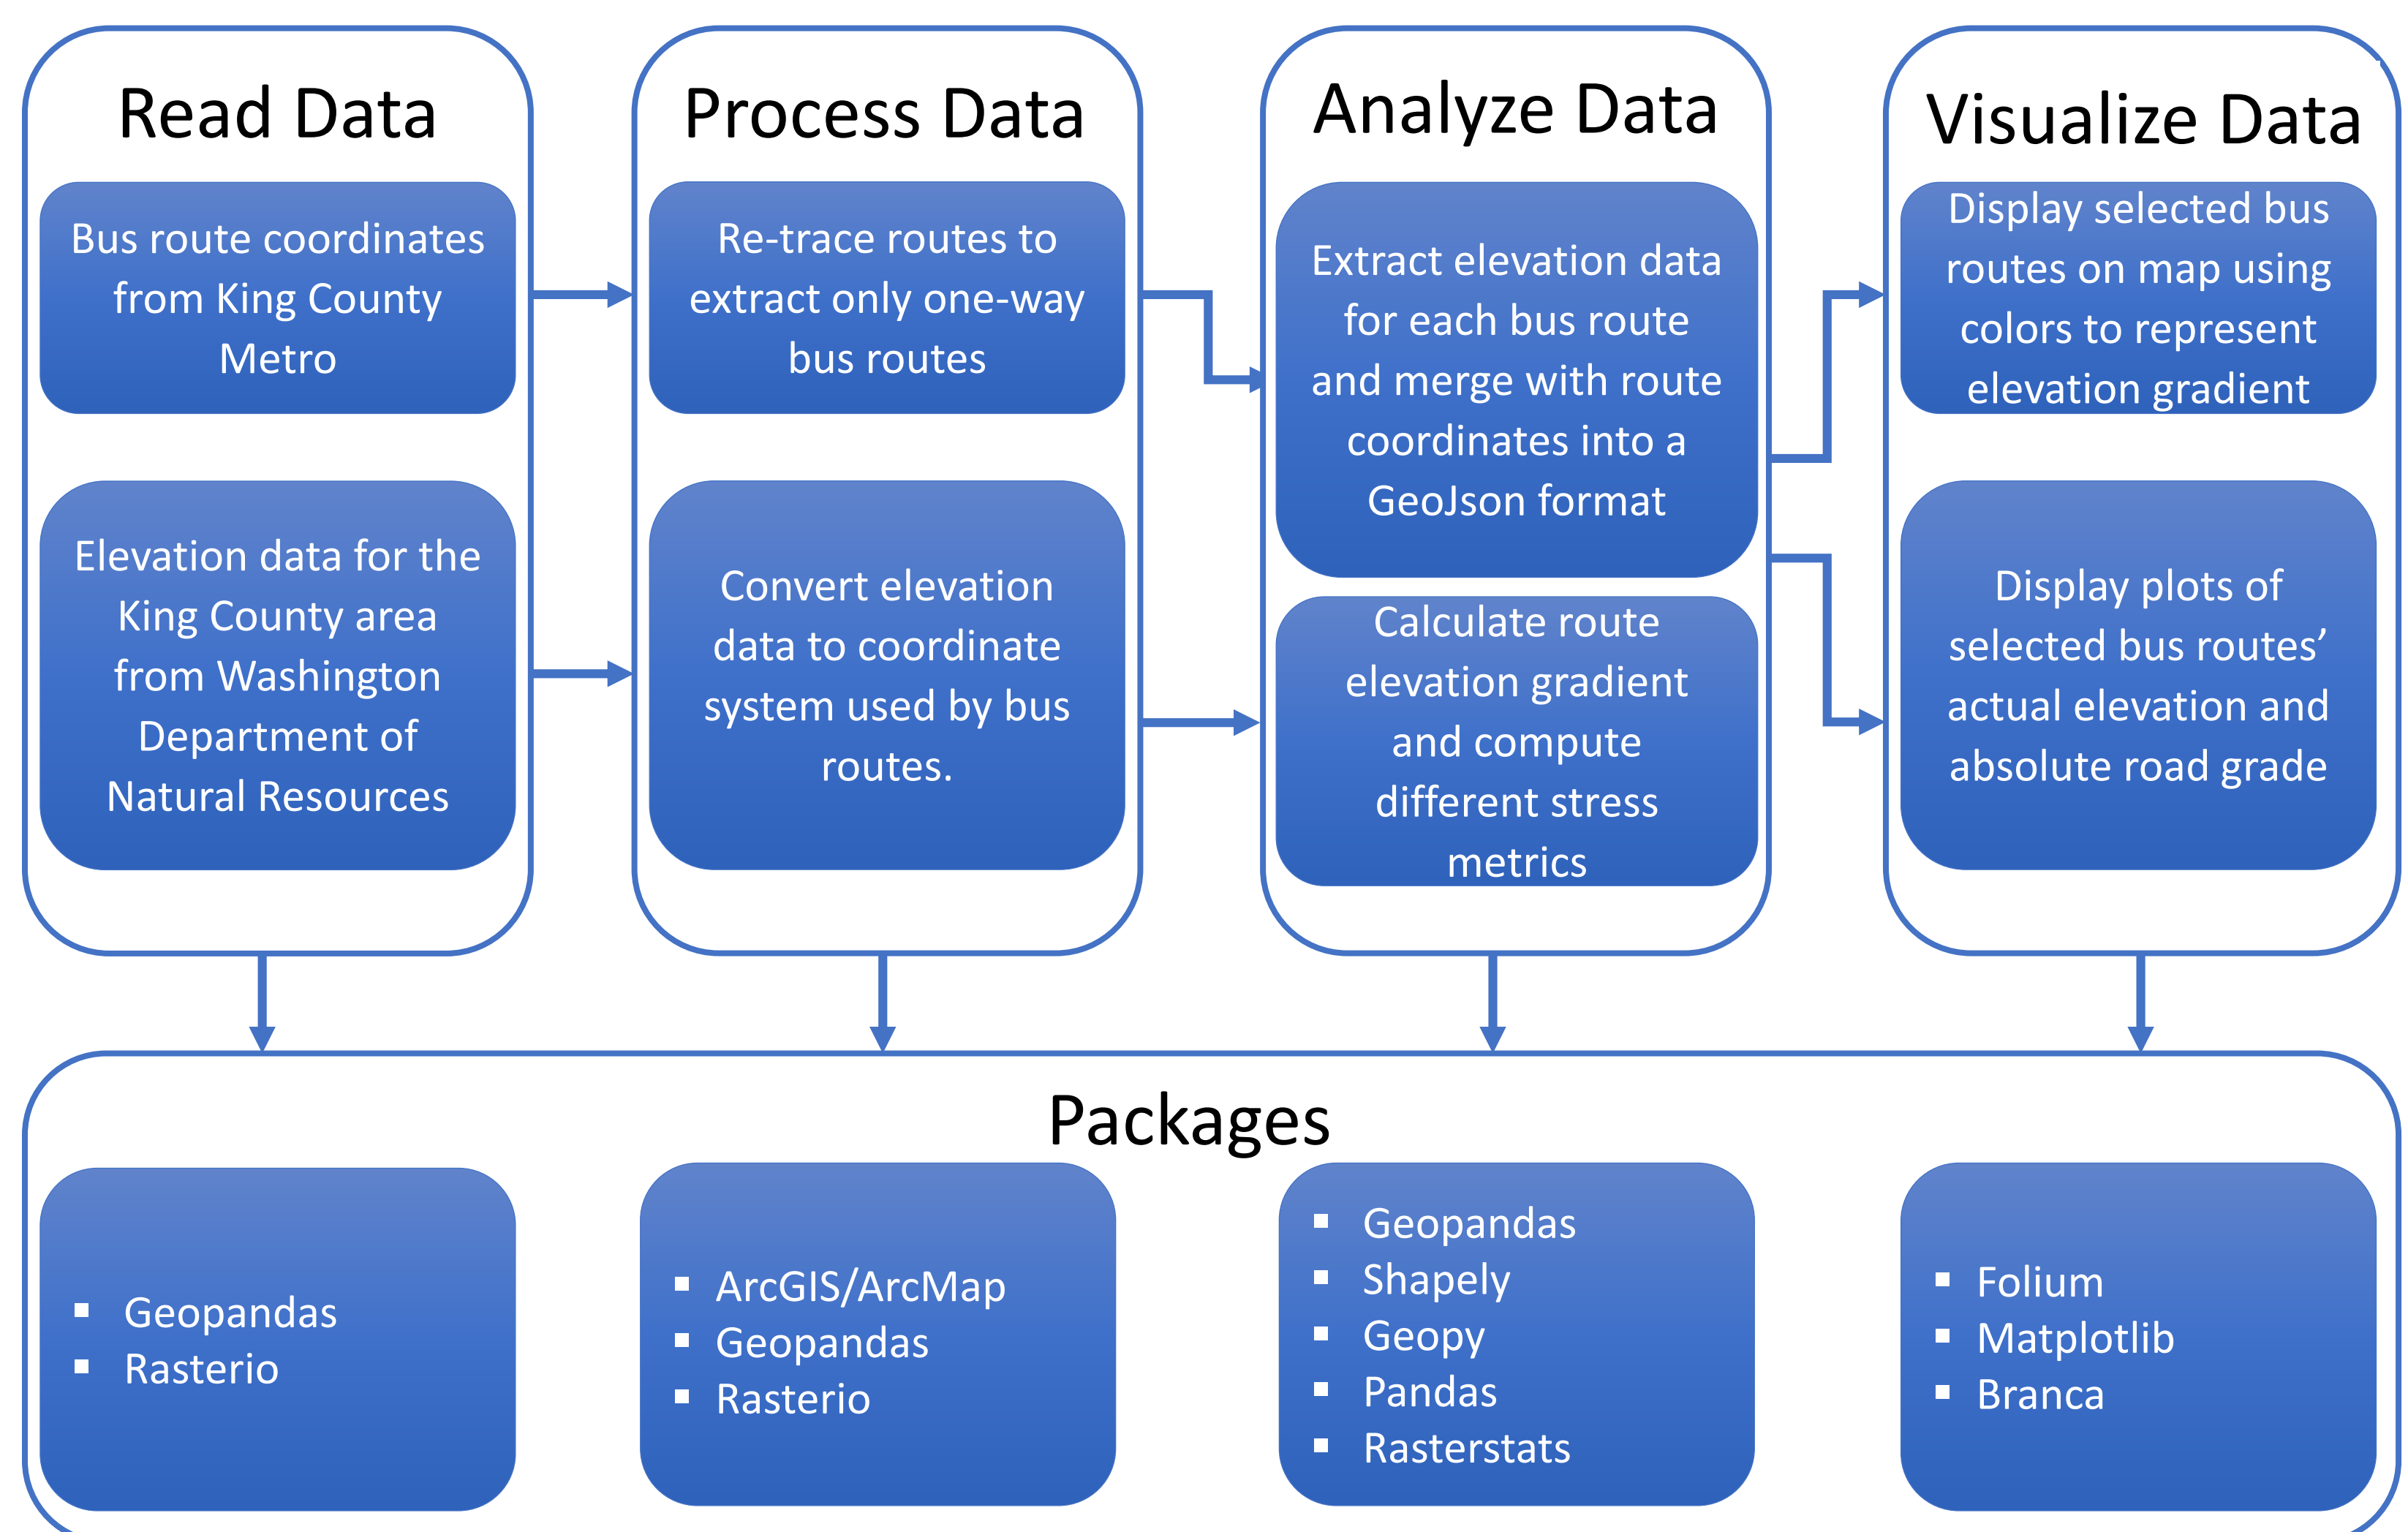 Read Data
Bus route coordinates
from King County
Metro
Elevation data for the
King County area
from Washington
Department of
Natural Resources
Process Data
Re-trace routes to
extract only one-way
bus routes
Convert elevation
data to coordinate
system used by bus
routes.
Analyze Data
Extract elevation data
for each bus route
and merge with route
coordinates into a
GeoJson format
Calculate route
elevation gradient
and compute
different stress
metrics
Visualize Data
Display selected bus
routes on map using
colors to represent
elevation gradient
Display plots of
selected bus routes’
actual elevation and
absolute road grade
Packages
▪ Geopandas
▪ Rasterio
▪ ArcGIS/ArcMap
▪ Geopandas
▪ Rasterio
▪ Geopandas
▪ Shapely
▪ Geopy
▪ Pandas
▪ Rasterstats
▪ Folium
▪ Matplotlib
▪ Branca